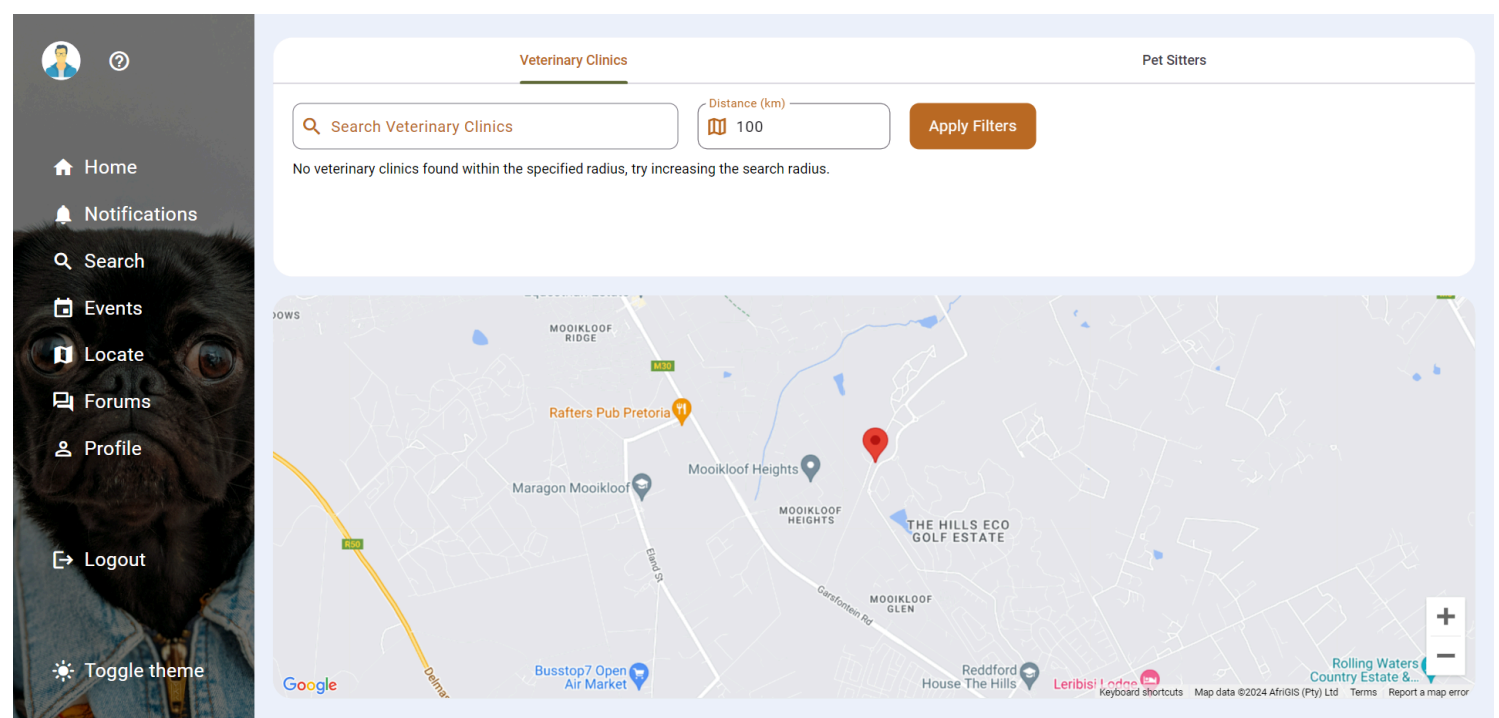 Home
Notifications
Search
Events
Locate
Forums
Profile
Logout
Toggle theme
Veterinary Clinics
Pet Sitters
Search Veterinary Clinics
Distance (km)
100
Apply Filters
No veterinary clinics found within the specified radius, try increasing the search radius.
OWS
MOOIKLOOF
RIDGE
M30
Rafters Pub Pretoria
Mooikloof Heights
Maragon Mooikloof
MOOIKLOOF
HEIGHTS
THE HILLS ECO
GOLF ESTATE
R50
Eland St
Garsfontein Rd
MOOIKLOOF
GLEN
Delmas
Busstop7 Open
Air Market
Reddford
House The Hills
Leribisi Lodge
Rolling Waters
Country Estate &...
Google
Keyboard shortcuts
Map data ©2024 AfriGIS (Pty) Ltd
Terms
Report a map error